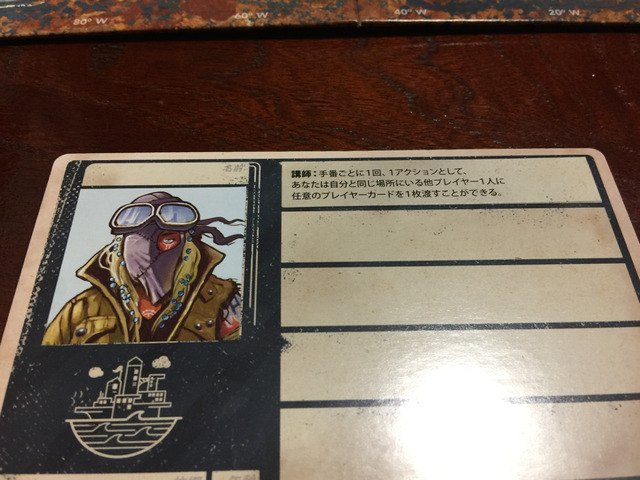 80° W
60° W
40° W
20° W
名前
講師：手番ごとに1回、1アクションとして、
あなたは自分と同じ場所にいる他プレイヤー1人に
任意のプレイヤーカードを1枚渡すことができる。